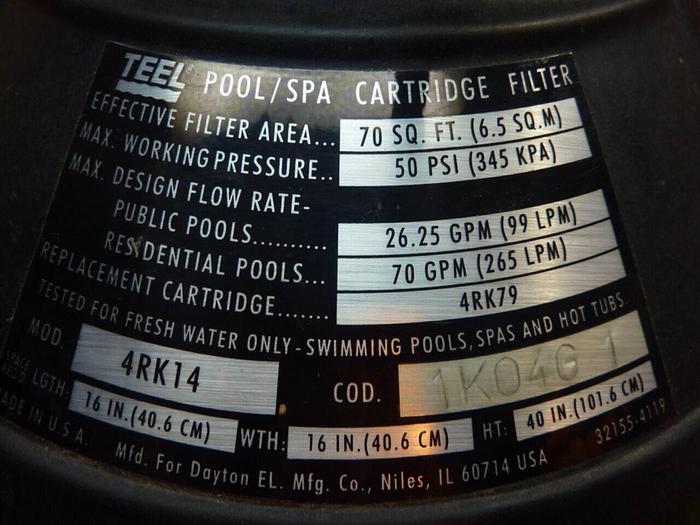 TEEL® POOL/SPA CARTRIDGE FILTER
EFFECTIVE FILTER AREA... 70 SQ. FT. (6.5 SQ.M)
MAX. WORKING PRESSURE.. 50 PSI (345 KPA)
MAX. DESIGN FLOW RATE-
PUBLIC POOLS......... 26.25 GPM (99 LPM)
RESIDENTIAL POOLS... 70 GPM (265 LPM)
REPLACEMENT CARTRIDGE....... 4RK79
TESTED FOR FRESH WATER ONLY-SWIMMING POOLS, SPAS AND HOT TUBS.
MOD. 4RK14 COD. 1K04G 1
SPACE REQ'D LGTH: 16 IN.(40.6 CM) WTH: 16 IN.(40.6 CM) HT: 40 IN.(101.6 CM)
MADE IN U.S.A. 32155-4119
Mfd. For Dayton EL. Mfg. Co., Niles, IL 60714 USA